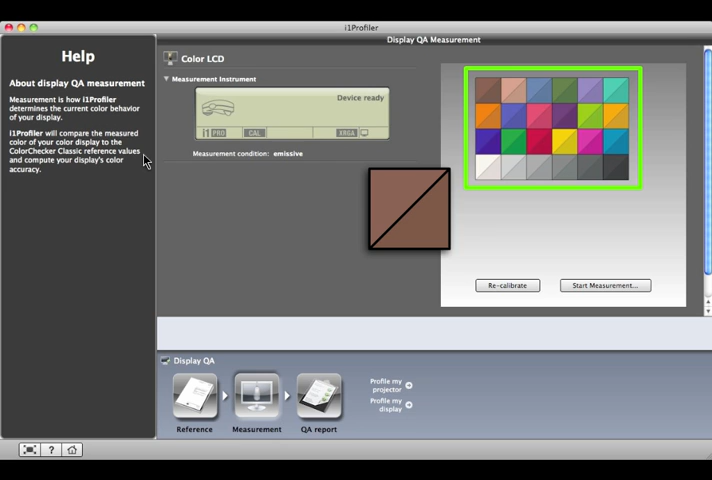 i1Profiler
Display QA Measurement
Help
About display QA measurement
Measurement is how i1Profiler
determines the current color behavior
of your display.
i1Profiler will compare the measured
color of your color display to the
ColorChecker Classic reference values
and compute your display's color
accuracy.
Color LCD
Measurement Instrument
Device ready
i1 PRO CAL XRGA
Measurement condition: emissive
Re-calibrate
Start Measurement...
Display QA
Profile my
projector
Profile my
display
Reference
Measurement
QA report
?